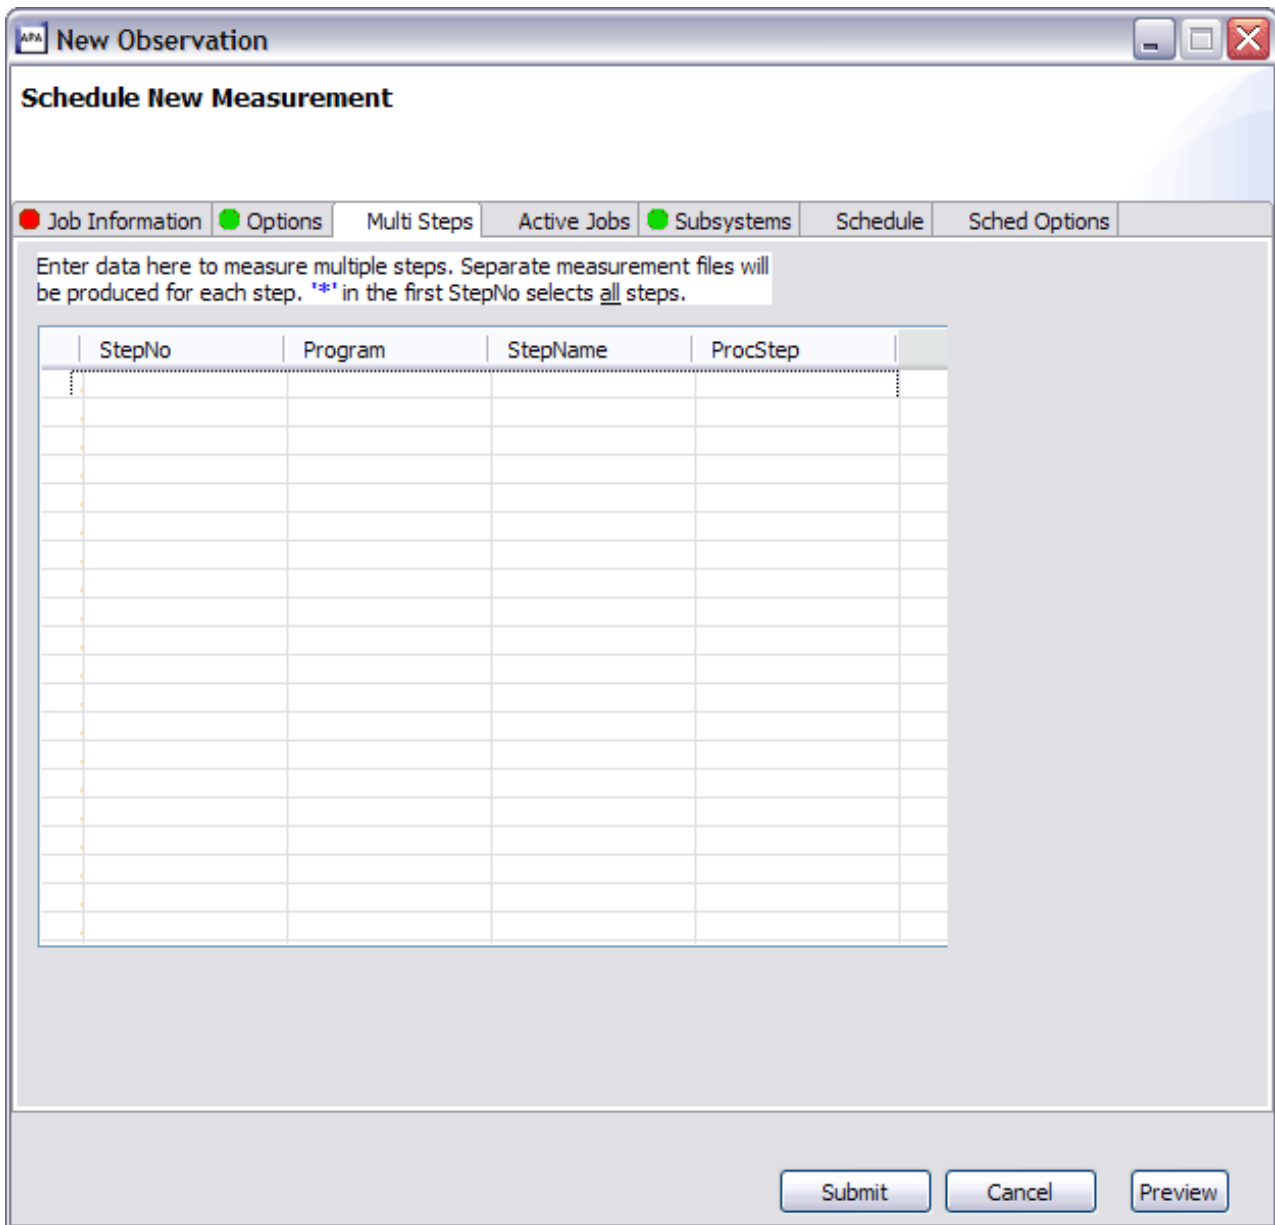 APA New Observation
Schedule New Measurement
Job Information Options Multi Steps Active Jobs Subsystems Schedule Sched Options
Enter data here to measure multiple steps. Separate measurement files will
be produced for each step. '*' in the first StepNo selects all steps.
StepNo Program StepName ProcStep
Submit Cancel Preview